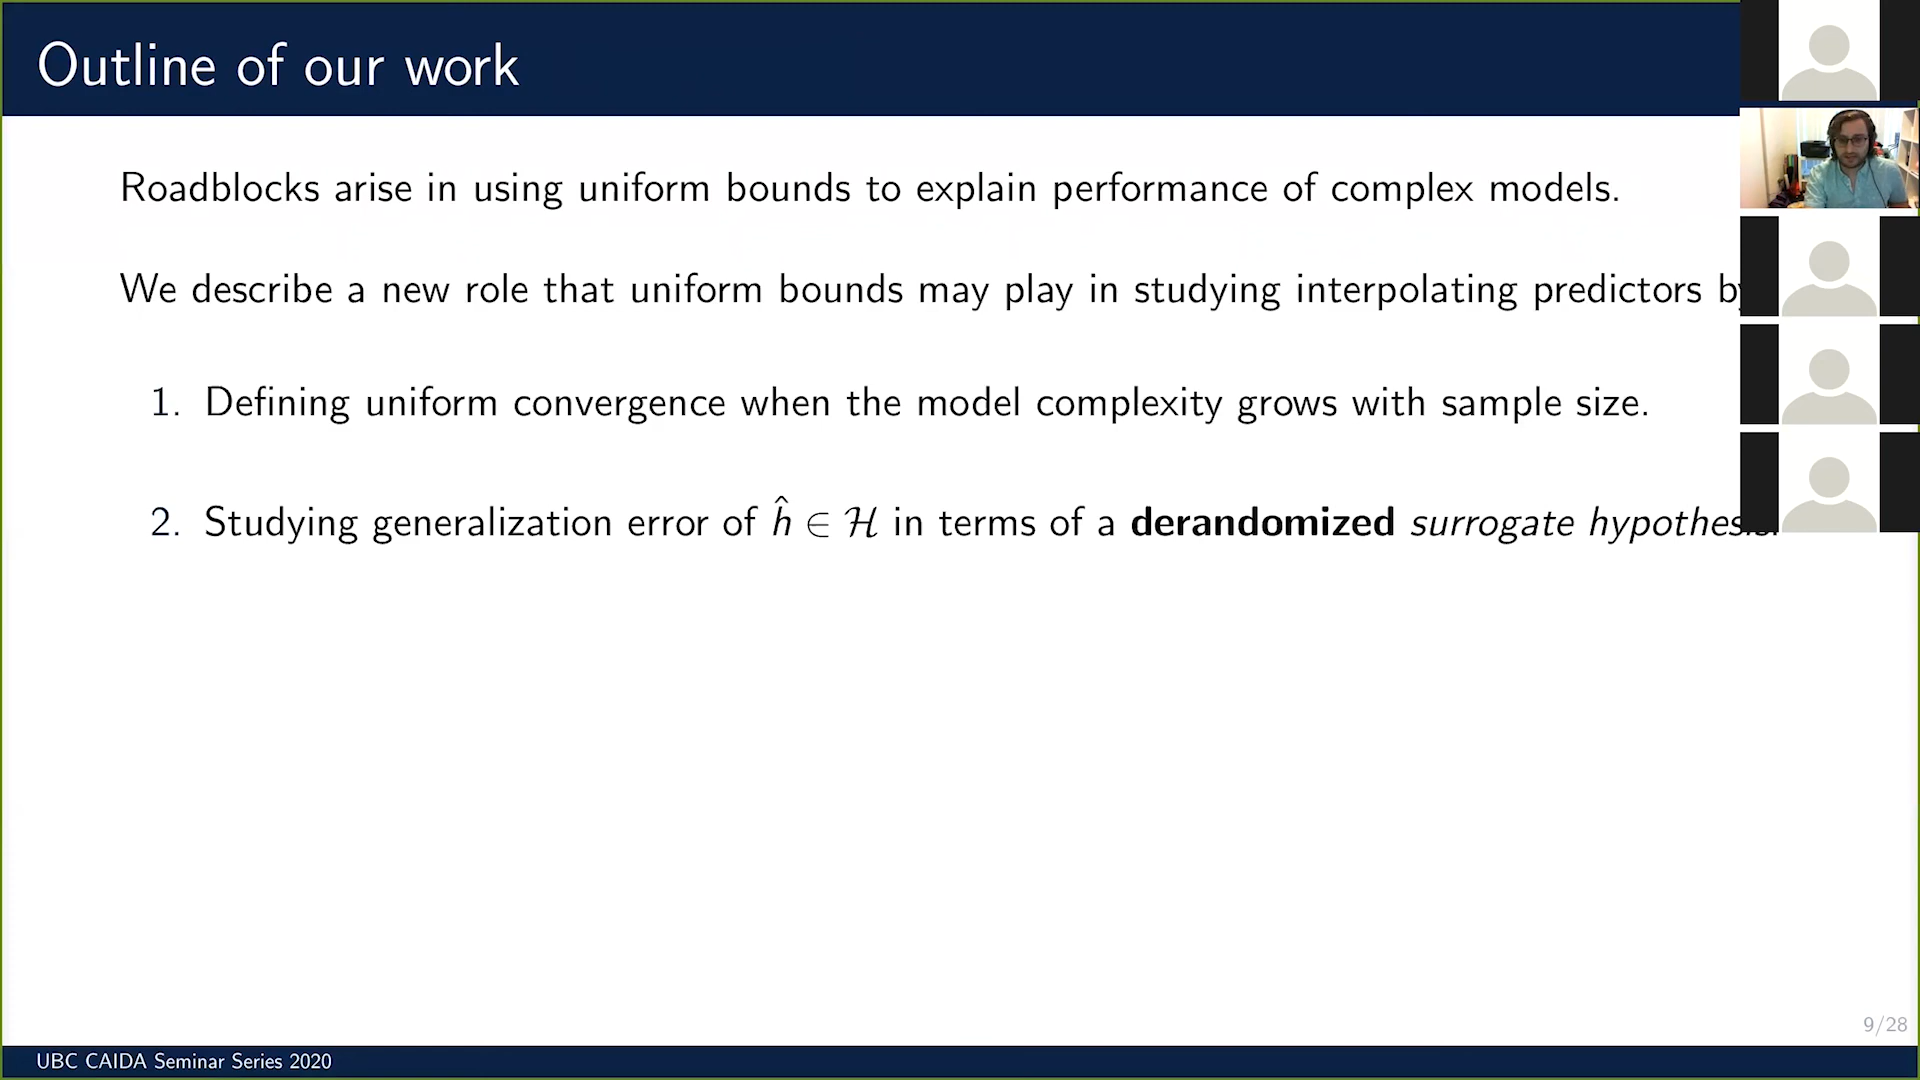 Outline of our work
Roadblocks arise in using uniform bounds to explain performance of complex models.
We describe a new role that uniform bounds may play in studying interpolating predictors by
1. Defining uniform convergence when the model complexity grows with sample size.
2. Studying generalization error of ĥ ∈ ℋ in terms of a derandomized surrogate hypothesis.
9/28
UBC CAIDA Seminar Series 2020